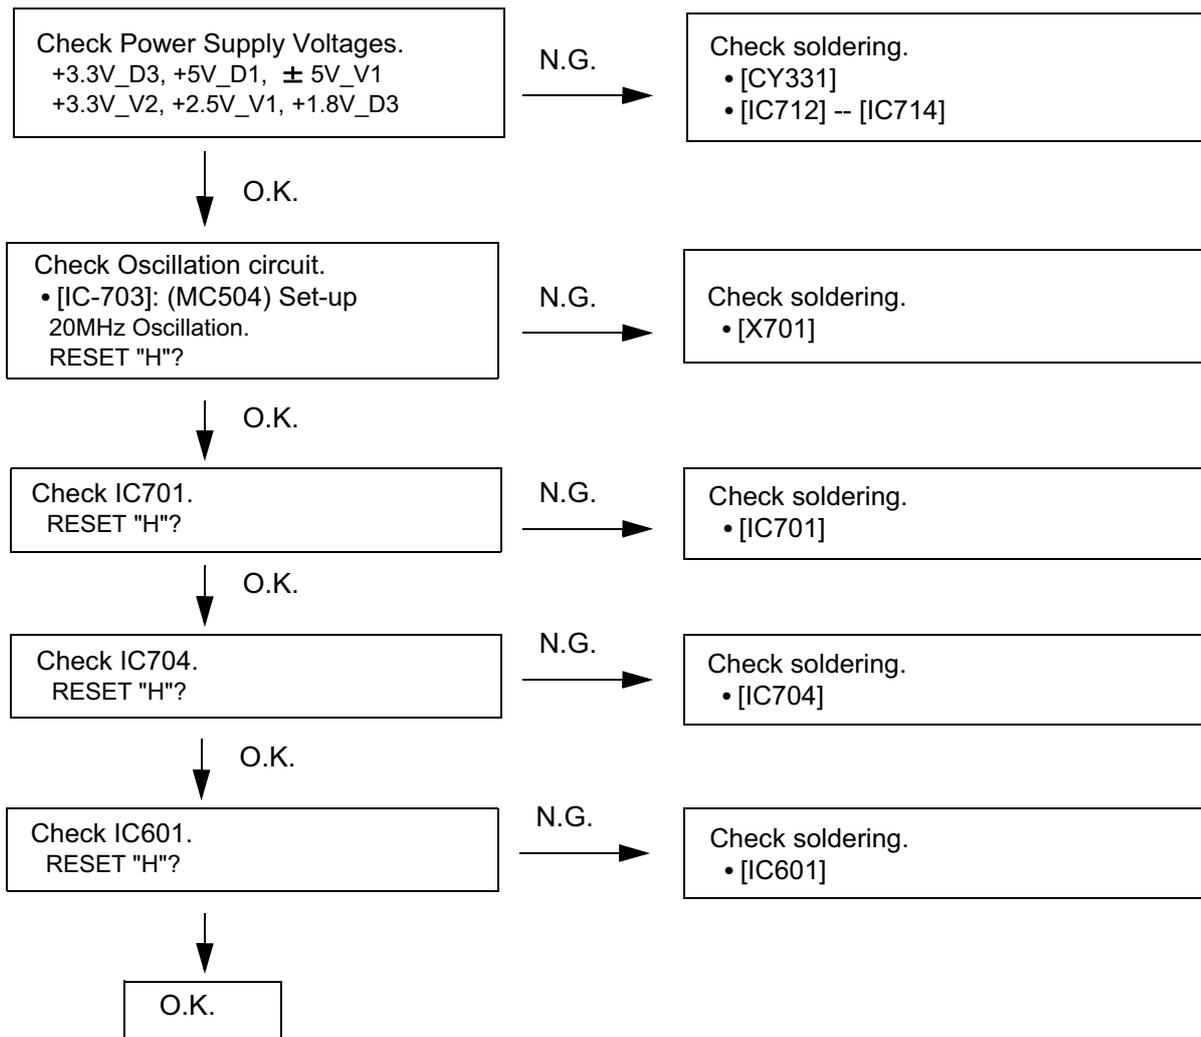 Check Power Supply Voltages.
+3.3V_D3, +5V_D1, ± 5V_V1
+3.3V_V2, +2.5V_V1, +1.8V_D3
N.G.
Check soldering.
• [CY331]
• [IC712] -- [IC714]
O.K.
Check Oscillation circuit.
• [IC-703]: (MC504) Set-up
20MHz Oscillation.
RESET "H"?
N.G.
Check soldering.
• [X701]
O.K.
Check IC701.
RESET "H"?
N.G.
Check soldering.
• [IC701]
O.K.
Check IC704.
RESET "H"?
N.G.
Check soldering.
• [IC704]
O.K.
Check IC601.
RESET "H"?
N.G.
Check soldering.
• [IC601]
O.K.